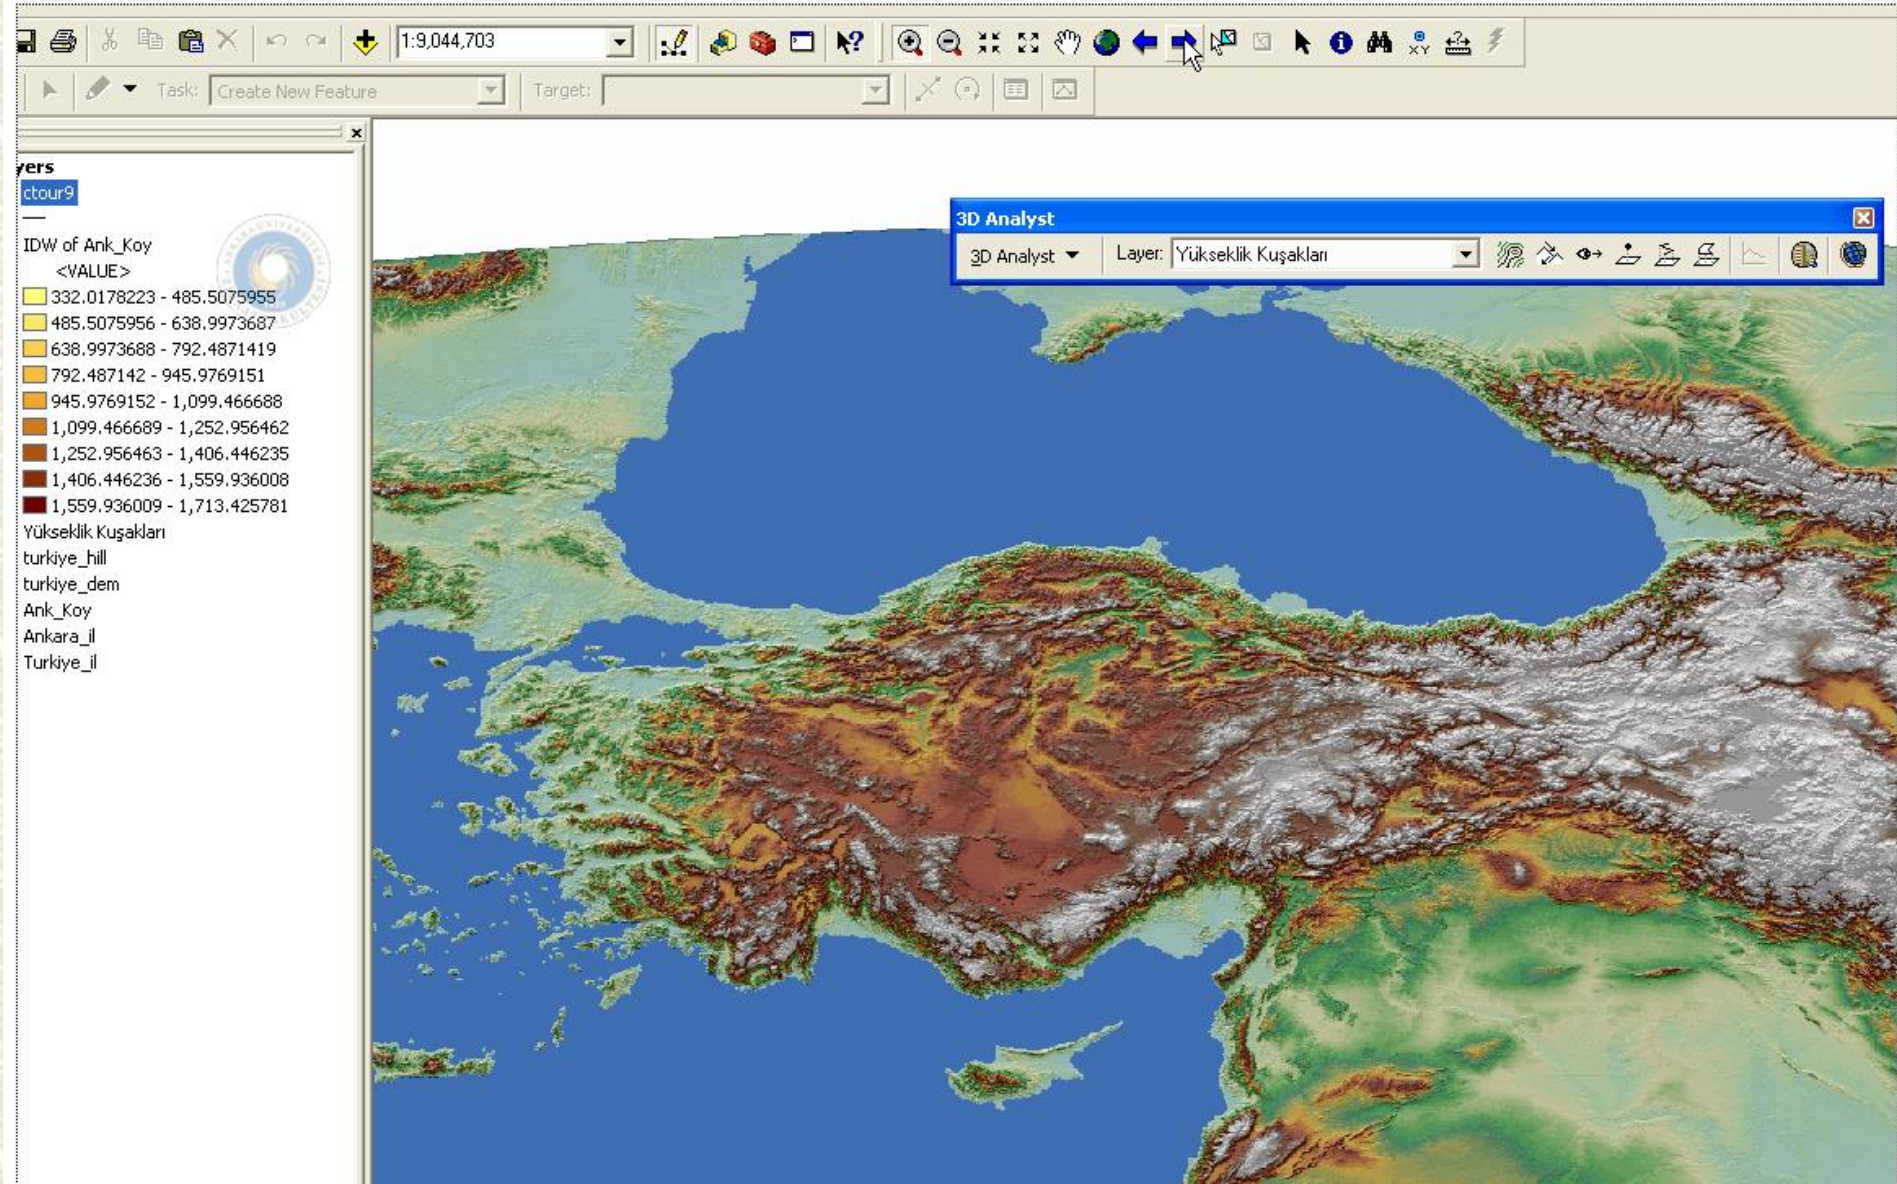 1:9,044,703
Task: Create New Feature Target:
yers
ctour9
IDW of Ank_Koy
<VALUE>
332.0178223 - 485.5075955
485.5075956 - 638.9973687
638.9973688 - 792.4871419
792.487142 - 945.9769151
945.9769152 - 1,099.466688
1,099.466689 - 1,252.956462
1,252.956463 - 1,406.446235
1,406.446236 - 1,559.936008
1,559.936009 - 1,713.425781
Yükseklik Kuşakları
turkiye_hill
turkiye_dem
Ank_Koy
Ankara_il
Turkiye_il
3D Analyst
3D Analyst Layer: Yükseklik Kuşakları
XY